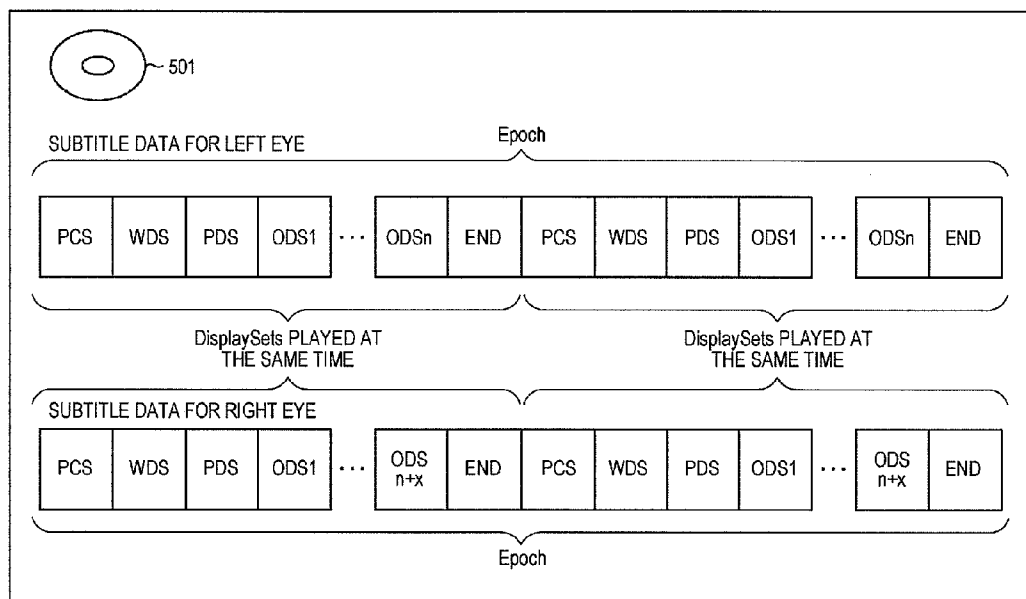 501
Epoch
SUBTITLE DATA FOR LEFT EYE
PCS WDS PDS ODS1 ... ODSn END PCS WDS PDS ODS1 ... ODSn END
DisplaySets PLAYED AT
THE SAME TIME
DisplaySets PLAYED AT
THE SAME TIME
SUBTITLE DATA FOR RIGHT EYE
PCS WDS PDS ODS1 ... ODS n+x END PCS WDS PDS ODS1 ... ODS n+x END
Epoch